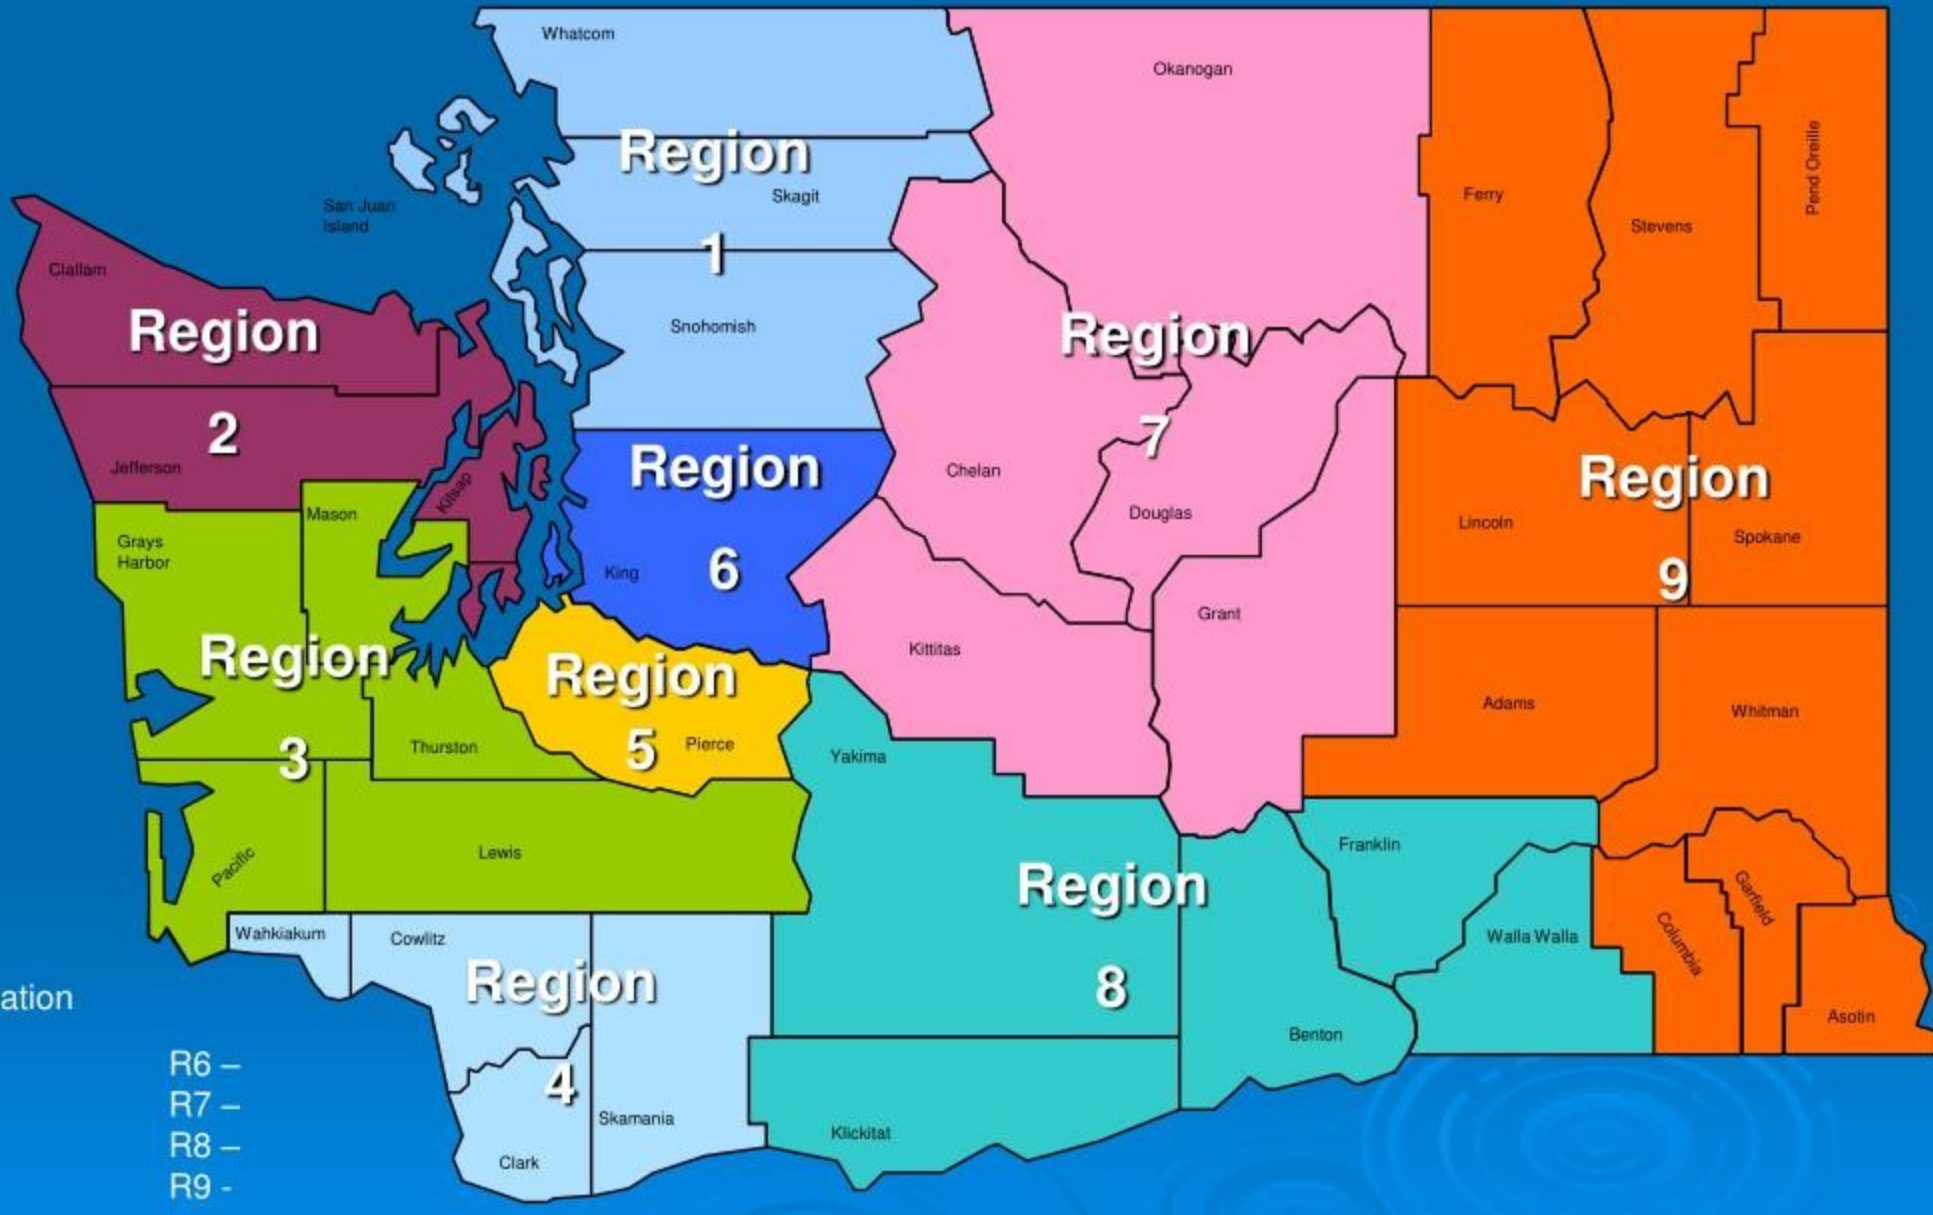 Whatcom
Okanogan
Region
1
Skagit
San Juan
Island
Ferry
Stevens
Pend Oreille
Clallam
Region
2
Snohomish
Region
7
Jefferson
Kitsap
Region
6
King
Chelan
Douglas
Region
9
Lincoln
Spokane
Mason
Grays
Harbor
Grant
Kittitas
Region
3
Region
5
Pierce
Thurston
Yakima
Adams
Whitman
Pacific
Lewis
Franklin
Region
8
Garfield
Columbia
Walla Walla
Wahkiakum
Cowlitz
Region
4
Benton
Asotin
Skamania
Klickitat
Clark
ation
R6 –
R7 –
R8 –
R9 -